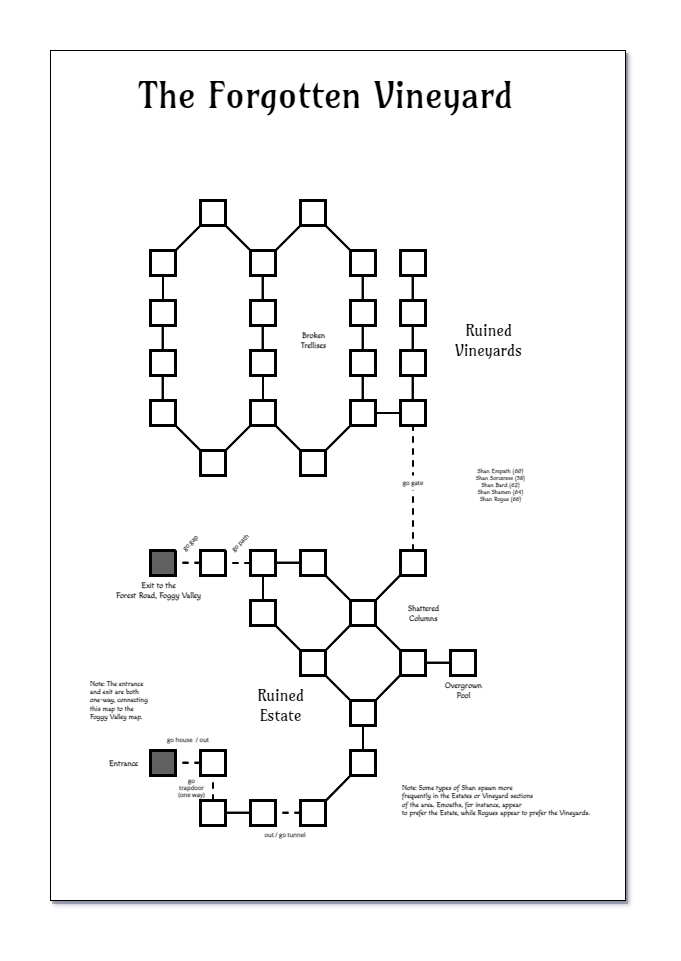 The Forgotten Vineyard
Broken
Trellises
Ruined
Vineyards
Shan Empath (60)
Shan Sorceress (58)
Shan Bard (62)
Shan Shamen (64)
Shan Rogue (66)
go gate
go gap
go path
Exit to the
Forest Road, Foggy Valley
Shattered
Columns
Overgrown
Pool
Note: The entrance
and exit are both
one-way, connecting
this map to the
Foggy Valley map.
Ruined
Estate
go house / out
Entrance
go
trapdoor
(one way)
out / go tunnel
Note: Some types of Shan spawn more
frequently in the Estates or Vineyard sections
of the area. Emoaths, for instance, appear
to prefer the Estate, while Rogues appear to prefer the Vineyards.